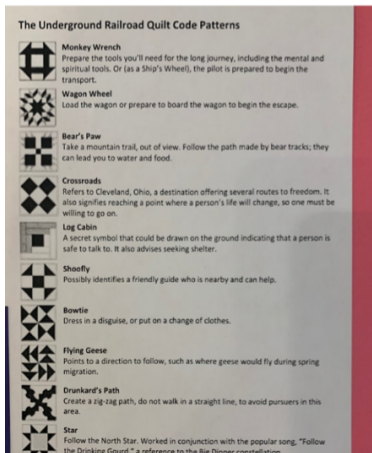 The Underground Railroad Quilt Code Patterns
Monkey Wrench
Prepare the tools you'll need for the long journey, including the mental and
spiritual tools. Or (as a Ship's Wheel), the pilot is prepared to begin the
transport.
Wagon Wheel
Load the wagon or prepare to board the wagon to begin the escape.
Bear's Paw
Take a mountain trail, out of view. Follow the path made by bear tracks; they
can lead you to water and food.
Crossroads
Refers to Cleveland, Ohio, a destination offering several routes to freedom. It
also signifies reaching a point where a person's life will change, so one must be
willing to go on.
Log Cabin
A secret symbol that could be drawn on the ground indicating that a person is
safe to talk to. It also advises seeking shelter.
Shoofly
Possibly identifies a friendly guide who is nearby and can help.
Bowtie
Dress in a disguise, or put on a change of clothes.
Flying Geese
Points to a direction to follow, such as where geese would fly during spring
migration.
Drunkard's Path
Create a zig-zag path, do not walk in a straight line, to avoid pursuers in this
area.
Star
Follow the North Star. Worked in conjunction with the popular song, "Follow
the Drinking Gourd," a reference to the Big Dipper constellation.